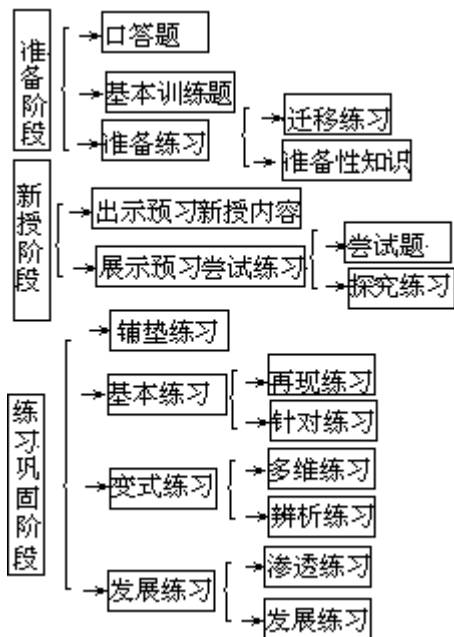 准备阶段
口答题
基本训练题
准备练习
迁移练习
准备性知识
新授阶段
出示预习新授内容
展示预习尝试练习
尝试题
探究练习
练习巩固阶段
辅垫练习
基本练习
再现练习
针对练习
变式练习
多维练习
辨析练习
发展练习
渗透练习
发展练习